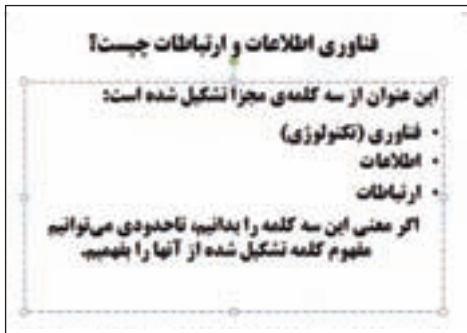 فناوری اطلاعات و ارتباطات چیست؟
این عنوان از سه کلمه‌ی مجزا تشکیل شده است:
• فناوری (تکنولوژی)
• اطلاعات
• ارتباطات
اگر معنی این سه کلمه را بدانیم، تاحدودی می‌توانیم
مفهوم کلمه تشکیل شده از آنها را بفهمیم.